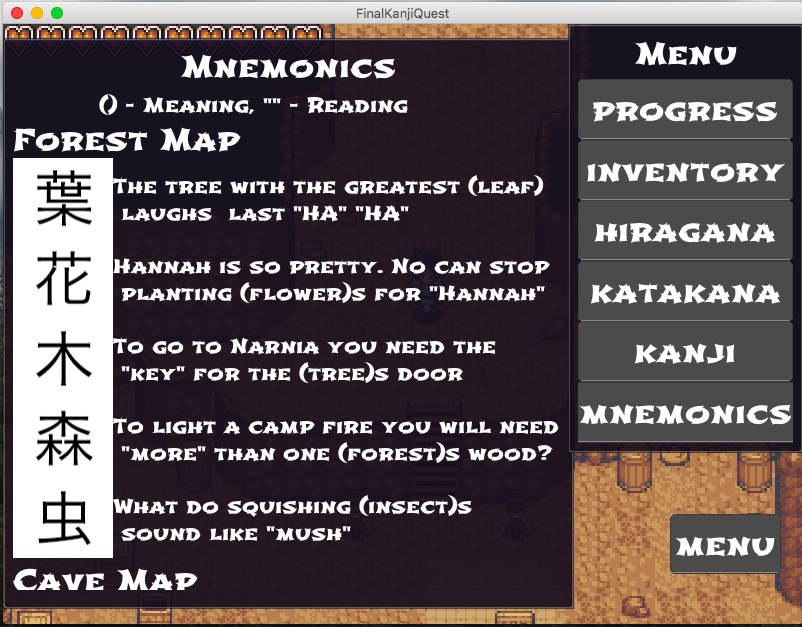 FinalKanjiQuest
Mnemonics
() - Meaning, "" - Reading
Forest Map
葉
The tree with the greatest (leaf)
laughs last "HA" "HA"
花
Hannah is so pretty. No can stop
planting (flower)s for "Hannah"
木
To go to Narnia you need the
"key" for the (tree)s door
森
To light a camp fire you will need
"more" than one (forest)s wood?
虫
What do squishing (insect)s
sound like "mush"
Cave Map
Menu
PROGRESS
INVENTORY
HIRAGANA
KATAKANA
KANJI
MNEMONICS
MENU